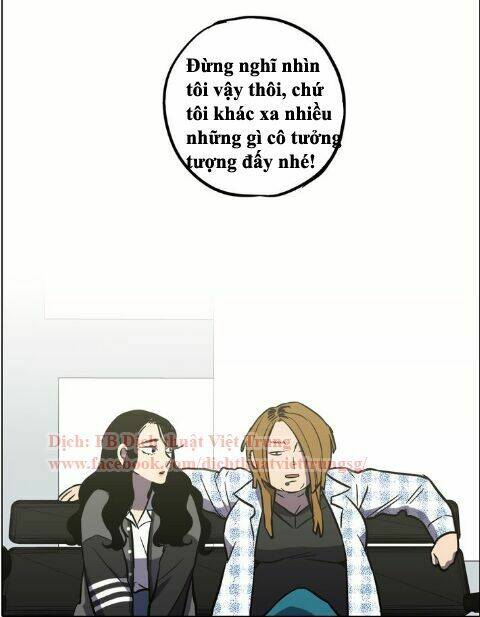 Đừng nghĩ nhìn
tôi vậy thôi, chứ
tôi khác xa nhiều
những gì cô tưởng
tượng đấy nhé!
Dịch: FB Dịch thuật Việt Trung
www.facebook.com/dichthuatviettrungsg/